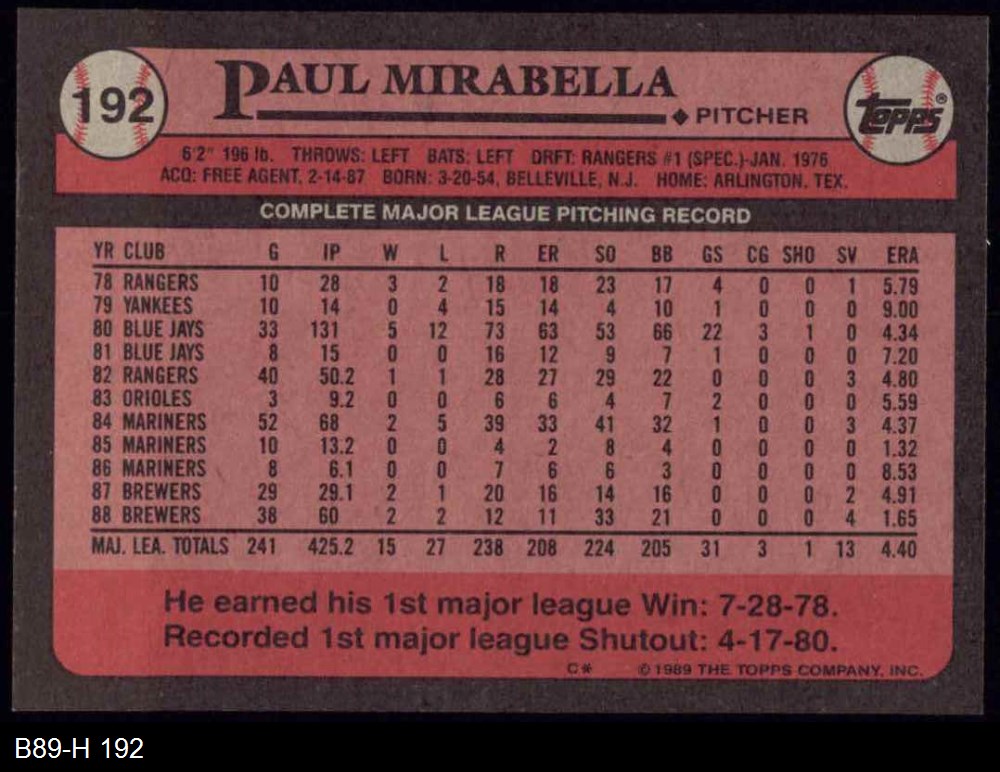 192
PAUL MIRABELLA
PITCHER
TOPPS®
6'2" 196 lb. THROWS: LEFT BATS: LEFT DRFT: RANGERS #1 (SPEC.)-JAN. 1976
ACQ: FREE AGENT, 2-14-87 BORN: 3-20-54, BELLEVILLE, N.J. HOME: ARLINGTON, TEX.
COMPLETE MAJOR LEAGUE PITCHING RECORD
YR CLUB G IP W L R ER SO BB GS CG SHO SV ERA
78 RANGERS 10 28 3 2 18 18 23 17 4 0 0 1 5.79
79 YANKEES 10 14 0 4 15 14 4 10 1 0 0 0 9.00
80 BLUE JAYS 33 131 5 12 73 63 53 66 22 3 1 0 4.34
81 BLUE JAYS 8 15 0 0 16 12 9 7 1 0 0 0 7.20
82 RANGERS 40 50.2 1 1 28 27 29 22 0 0 0 3 4.80
83 ORIOLES 3 9.2 0 0 6 6 4 7 2 0 0 0 5.59
84 MARINERS 52 68 2 5 39 33 41 32 1 0 0 3 4.37
85 MARINERS 10 13.2 0 0 4 2 8 4 0 0 0 0 1.32
86 MARINERS 8 6.1 0 0 7 6 6 3 0 0 0 0 8.53
87 BREWERS 29 29.1 2 1 20 16 14 16 0 0 0 2 4.91
88 BREWERS 38 60 2 2 12 11 33 21 0 0 0 4 1.65
MAJ. LEA. TOTALS 241 425.2 15 27 238 208 224 205 31 3 1 13 4.40
He earned his 1st major league Win: 7-28-78.
Recorded 1st major league Shutout: 4-17-80.
C* © 1989 THE TOPPS COMPANY, INC.
B89-H 192